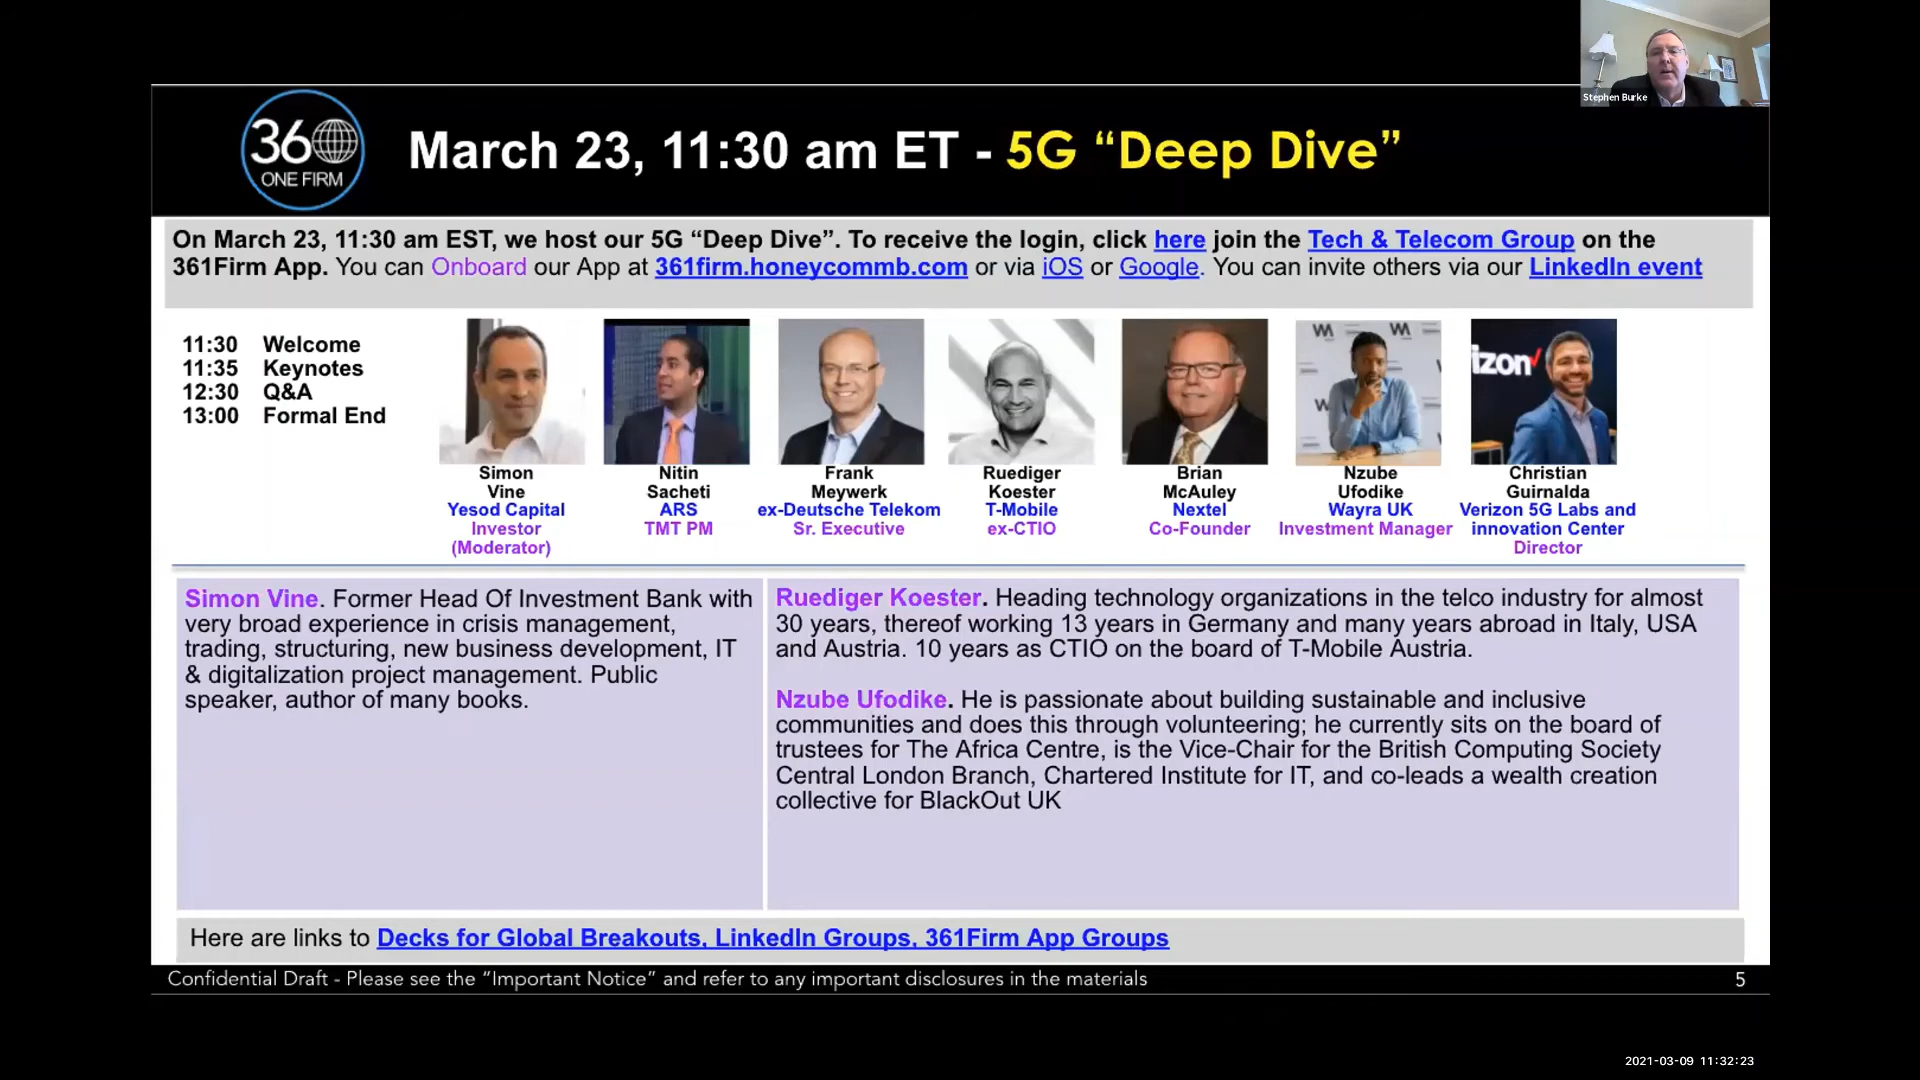 Stephen Burke
360
ONE FIRM
March 23, 11:30 am ET - 5G “Deep Dive”
On March 23, 11:30 am EST, we host our 5G “Deep Dive”. To receive the login, click here join the Tech & Telecom Group on the
361Firm App. You can Onboard our App at 361firm.honeycommb.com or via iOS or Google. You can invite others via our LinkedIn event
11:30 Welcome
11:35 Keynotes
12:30 Q&A
13:00 Formal End
Simon
Vine
Yesod Capital
Investor
(Moderator)
Nitin
Sacheti
ARS
TMT PM
Frank
Meywerk
ex-Deutsche Telekom
Sr. Executive
Ruediger
Koester
T-Mobile
ex-CTIO
Brian
McAuley
Nextel
Co-Founder
WA
WA
Nzube
Ufodike
Wayra UK
Investment Manager
izon
Christian
Guirnalda
Verizon 5G Labs and
innovation Center
Director
Simon Vine. Former Head Of Investment Bank with
very broad experience in crisis management,
trading, structuring, new business development, IT
& digitalization project management. Public
speaker, author of many books.
Ruediger Koester. Heading technology organizations in the telco industry for almost
30 years, thereof working 13 years in Germany and many years abroad in Italy, USA
and Austria. 10 years as CTIO on the board of T-Mobile Austria.
Nzube Ufodike. He is passionate about building sustainable and inclusive
communities and does this through volunteering; he currently sits on the board of
trustees for The Africa Centre, is the Vice-Chair for the British Computing Society
Central London Branch, Chartered Institute for IT, and co-leads a wealth creation
collective for BlackOut UK
Here are links to Decks for Global Breakouts, LinkedIn Groups, 361Firm App Groups
Confidential Draft - Please see the “Important Notice” and refer to any important disclosures in the materials
5
2021-03-09 11:32:23